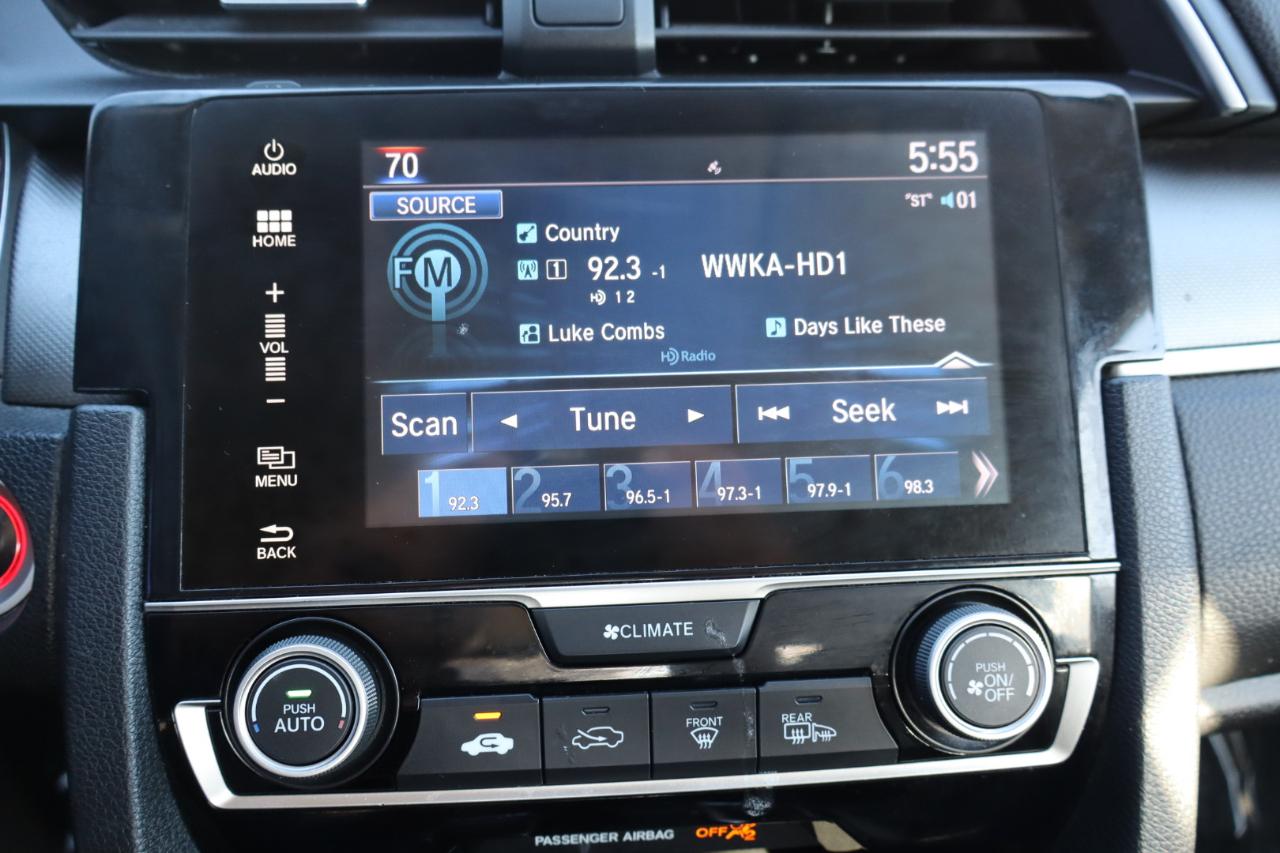 AUDIO
HOME
+
VOL
−
MENU
BACK
70
5:55
SOURCE
"ST" 01
FM
Country
1 92.3 -1 WWKA-HD1
HD 1 2
Luke Combs
Days Like These
HD Radio
Scan
Tune
Seek
1 92.3
2 95.7
3 96.5-1
4 97.3-1
5 97.9-1
6 98.3
CLIMATE
PUSH
AUTO
FRONT
REAR
PUSH
ON/
OFF
PASSENGER AIRBAG OFF 2